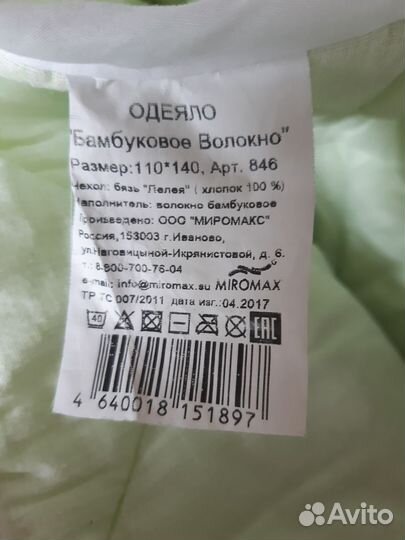 ОДЕЯЛО
"Бамбуковое Волокно"
Размер:110*140, Арт. 846
Чехол: бязь "Лелея" ( хлопок 100 %)
Наполнитель: волокно бамбуковое
Произведено: ООО "МИРОМАКС"
Россия,153003 г.Иваново,
ул.Наговицыной-Икрянистовой, д. 6.
т.: 8-800-700-76-04
e-mail: info@miromax.su MIROMAX
ТР ТС 007/2011 дата изг.:04.2017
40 EAC
4 640018 151897
Avito